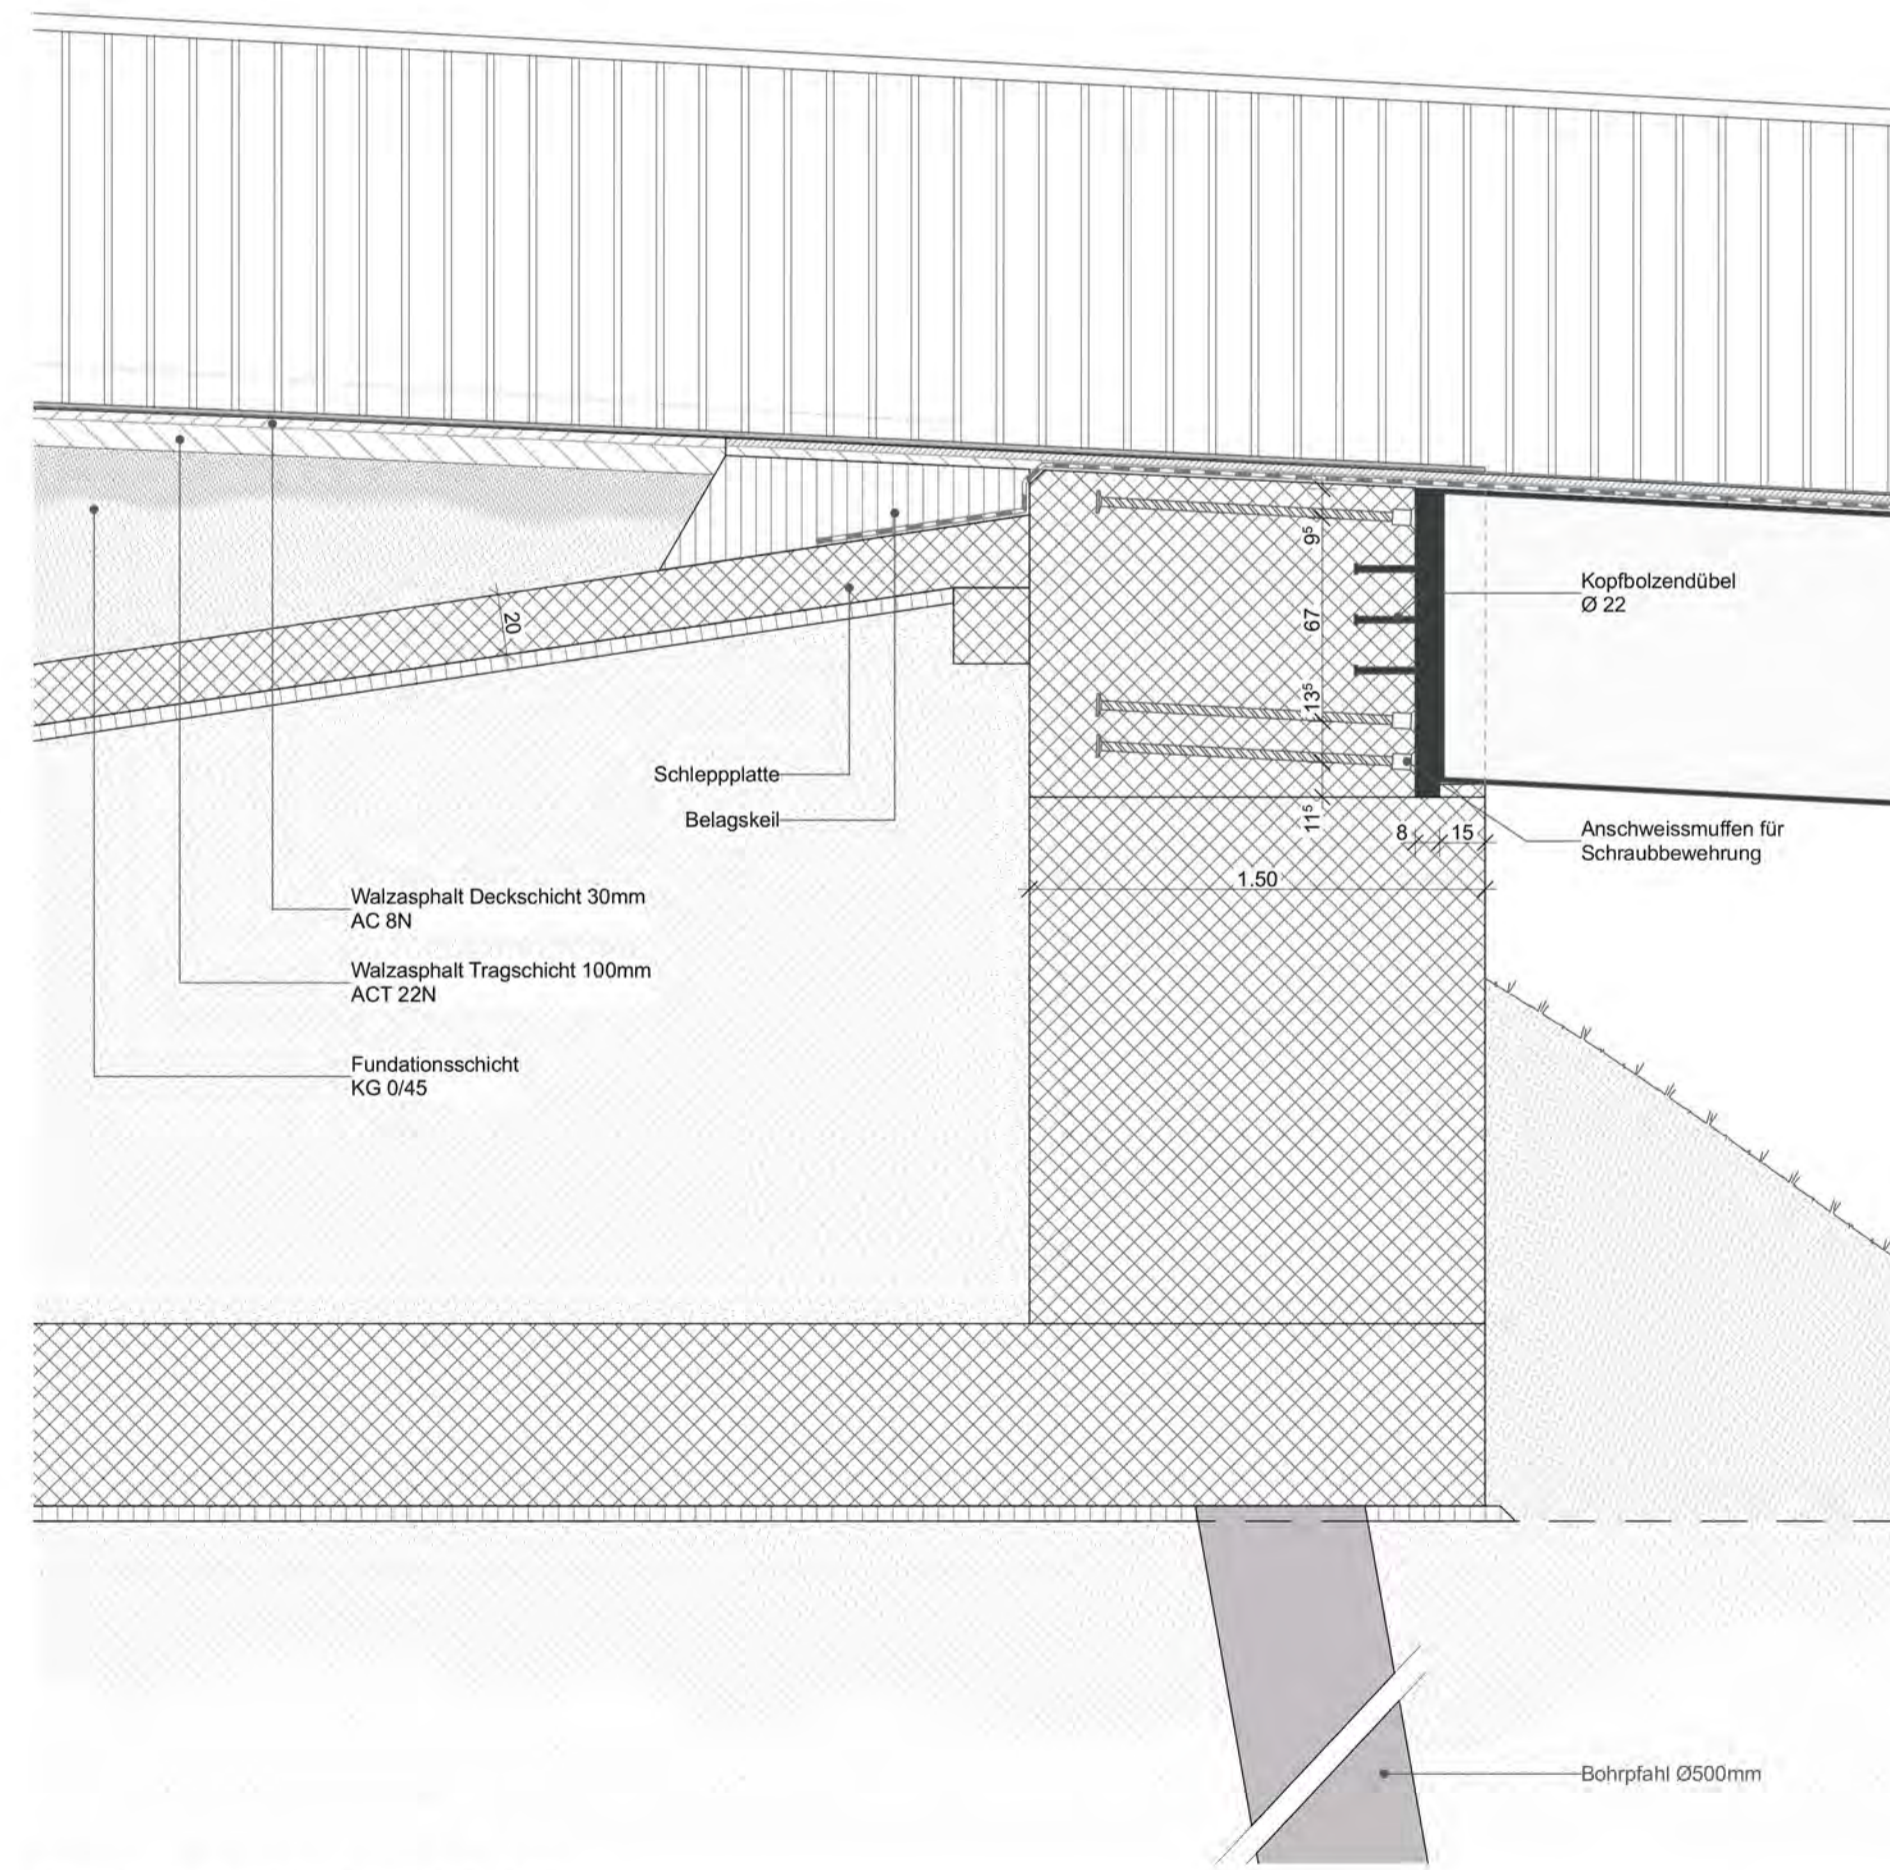 9⁵
Kopfbolzendübel
Ø 22
20
67
13⁵
Schleppplatte
Belagskeil
11⁵
8
15
Anschweissmuffen für
Schraubbewehrung
1.50
Walzasphalt Deckschicht 30mm
AC 8N
Walzasphalt Tragschicht 100mm
ACT 22N
Fundationsschicht
KG 0/45
Bohrpfahl Ø500mm